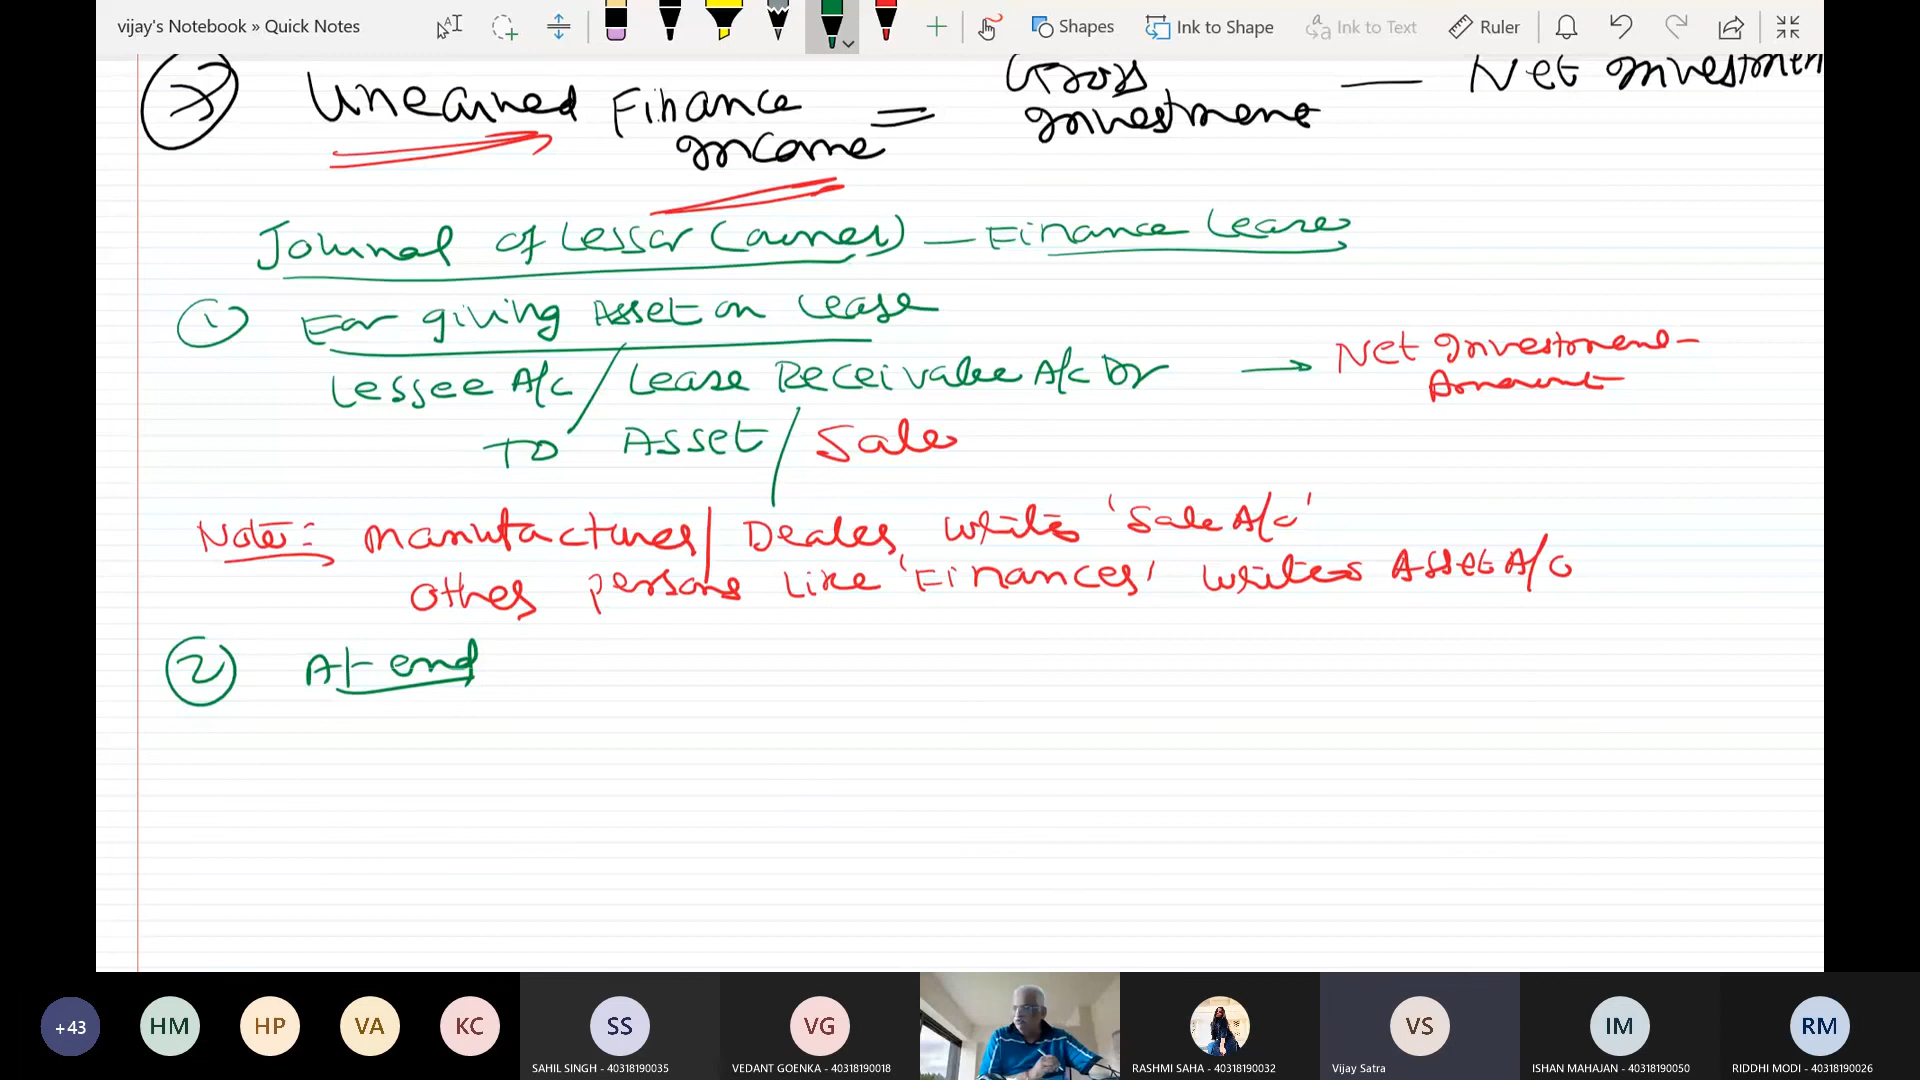 vijay's Notebook » Quick Notes
Shapes
Ink to Shape
Ink to Text
Ruler
3 Unearned Finance Income = Gross Investment — Net Investmen
Journal of Lessor (owner) — Finance Lease
1 For giving Asset on Lease
Lessee A/c / Lease Receivable A/c Dr → Net Investment Amount
To Asset / Sale
Note:- Manufacturer / Dealer writes 'Sale A/c'
other persons like 'Finances' writes Asset A/c
2 At end
+43
HM
HP
VA
KC
SS
VG
VS
IM
RM
SAHIL SINGH - 40318190035
VEDANT GOENKA - 40318190018
RASHMI SAHA - 40318190032
Vijay Satra
ISHAN MAHAJAN - 40318190050
RIDDHI MODI - 40318190026